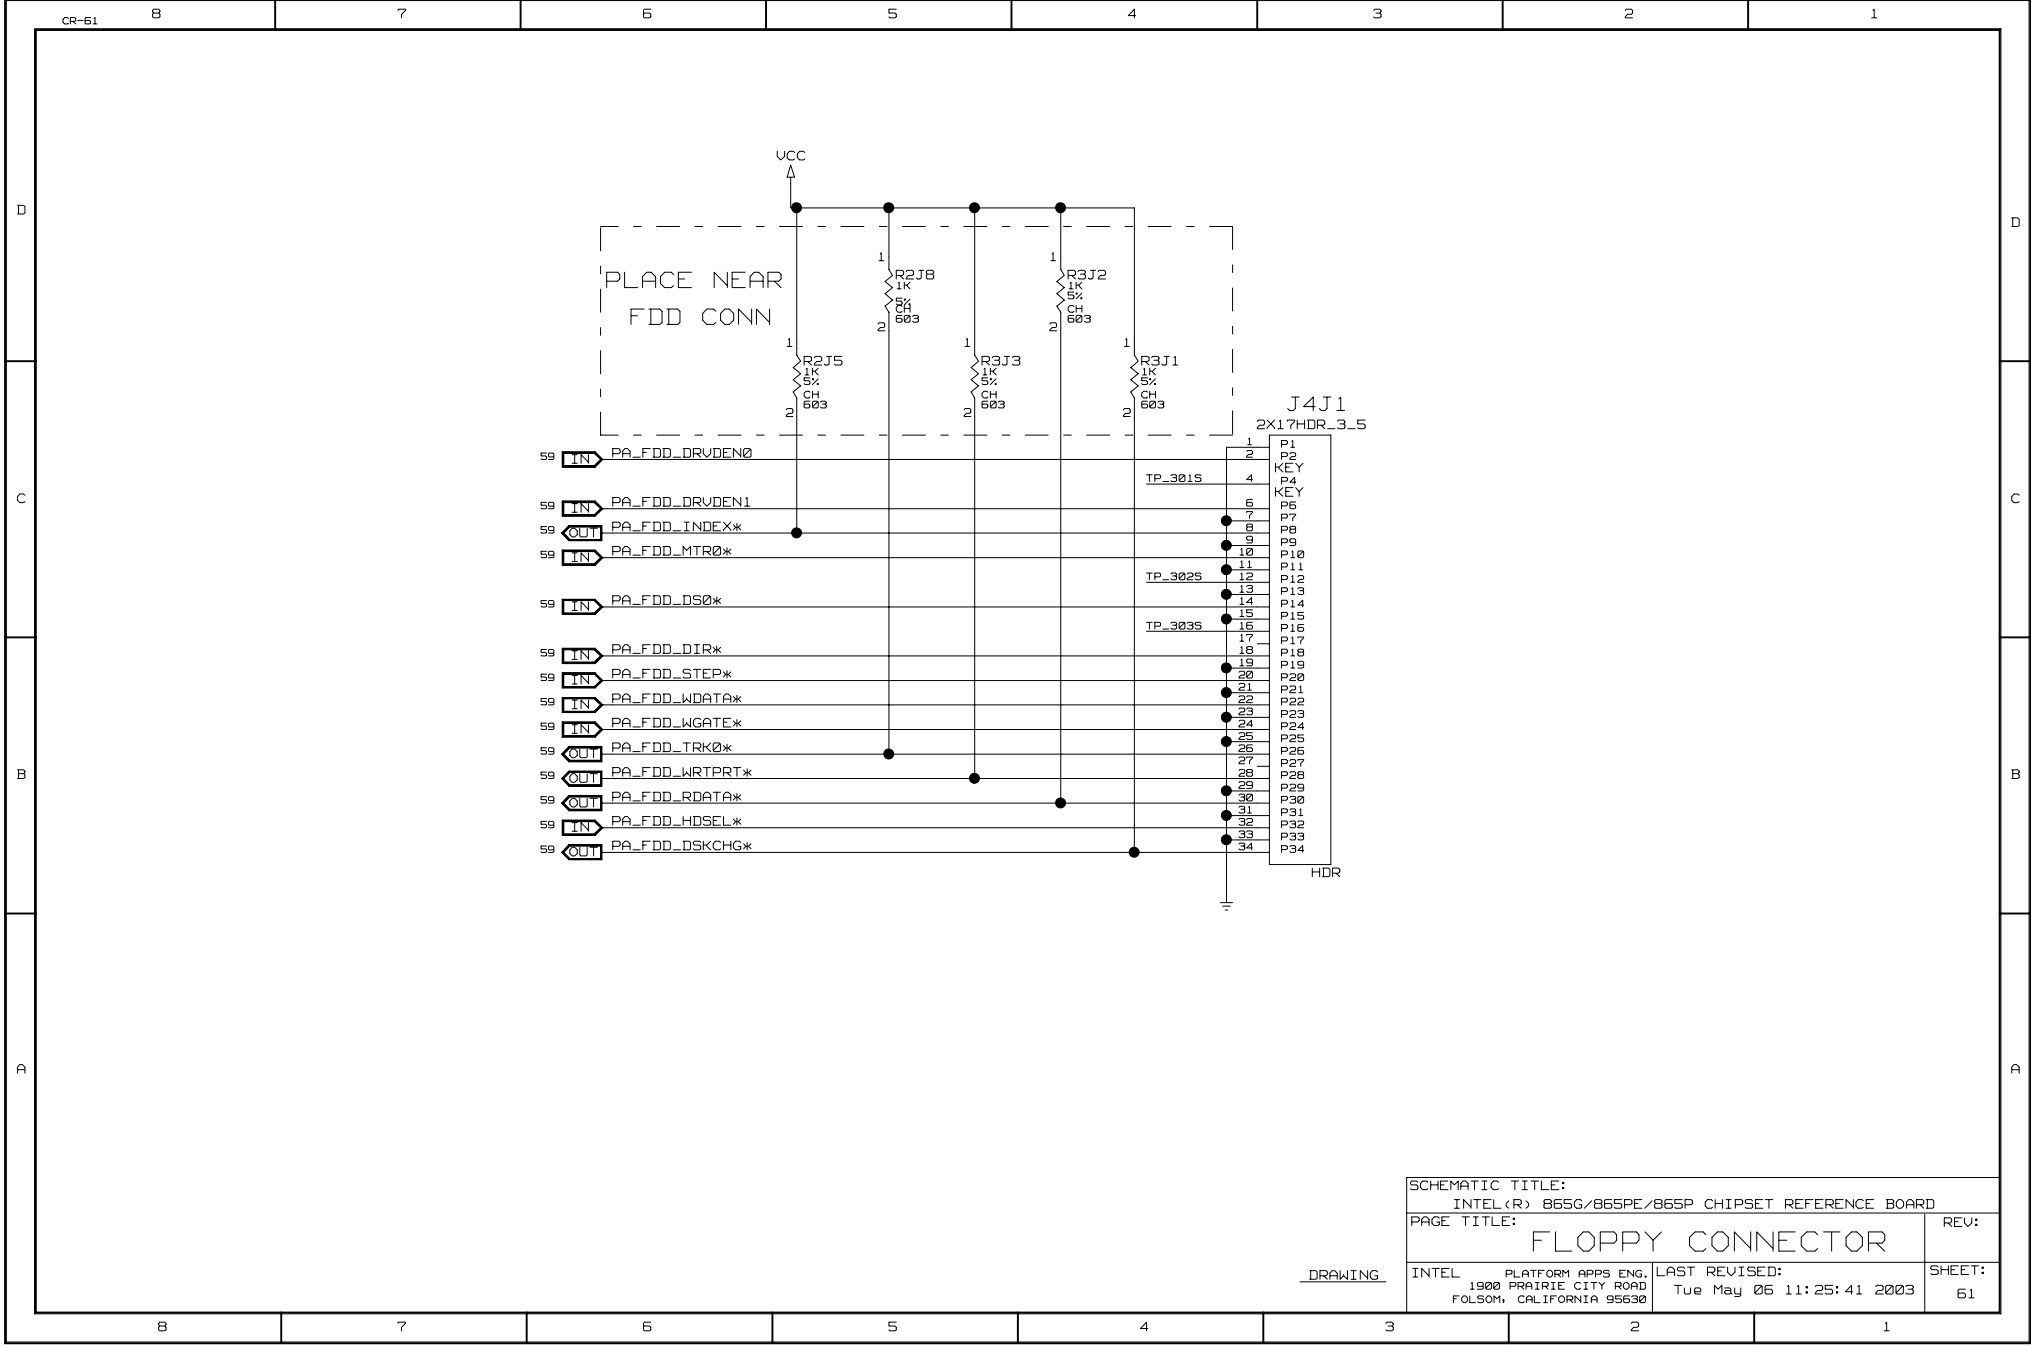 CR-61
8 7 6 5 4 3 2 1
D D
C C
B B
A A
VCC
PLACE NEAR
FDD CONN
1
R2J8
1K
5%
CH
603
2
1
R3J2
1K
5%
CH
603
2
1
R2J5
1K
5%
CH
603
2
1
R3J3
1K
5%
CH
603
2
1
R3J1
1K
5%
CH
603
2
J4J1
2X17HDR_3_5
1 P1
59 IN PA_FDD_DRVDEN0 2 P2
KEY
TP_301S 4 P4
KEY
59 IN PA_FDD_DRVDEN1 6 P6
7 P7
59 OUT PA_FDD_INDEX* 8 P8
9 P9
59 IN PA_FDD_MTR0* 10 P10
11 P11
TP_302S 12 P12
13 P13
59 IN PA_FDD_DS0* 14 P14
15 P15
TP_303S 16 P16
17 P17
59 IN PA_FDD_DIR* 18 P18
19 P19
59 IN PA_FDD_STEP* 20 P20
21 P21
59 IN PA_FDD_WDATA* 22 P22
23 P23
59 IN PA_FDD_WGATE* 24 P24
25 P25
59 OUT PA_FDD_TRK0* 26 P26
27 P27
59 OUT PA_FDD_WRTPRT* 28 P28
29 P29
59 OUT PA_FDD_RDATA* 30 P30
31 P31
59 IN PA_FDD_HDSEL* 32 P32
33 P33
59 OUT PA_FDD_DSKCHG* 34 P34
HDR
SCHEMATIC TITLE:
INTEL(R) 865G/865PE/865P CHIPSET REFERENCE BOARD
PAGE TITLE:
FLOPPY CONNECTOR
REV:
DRAWING
INTEL PLATFORM APPS ENG.
1900 PRAIRIE CITY ROAD
FOLSOM, CALIFORNIA 95630
LAST REVISED:
Tue May 06 11:25:41 2003
SHEET:
61
8 7 6 5 4 3 2 1